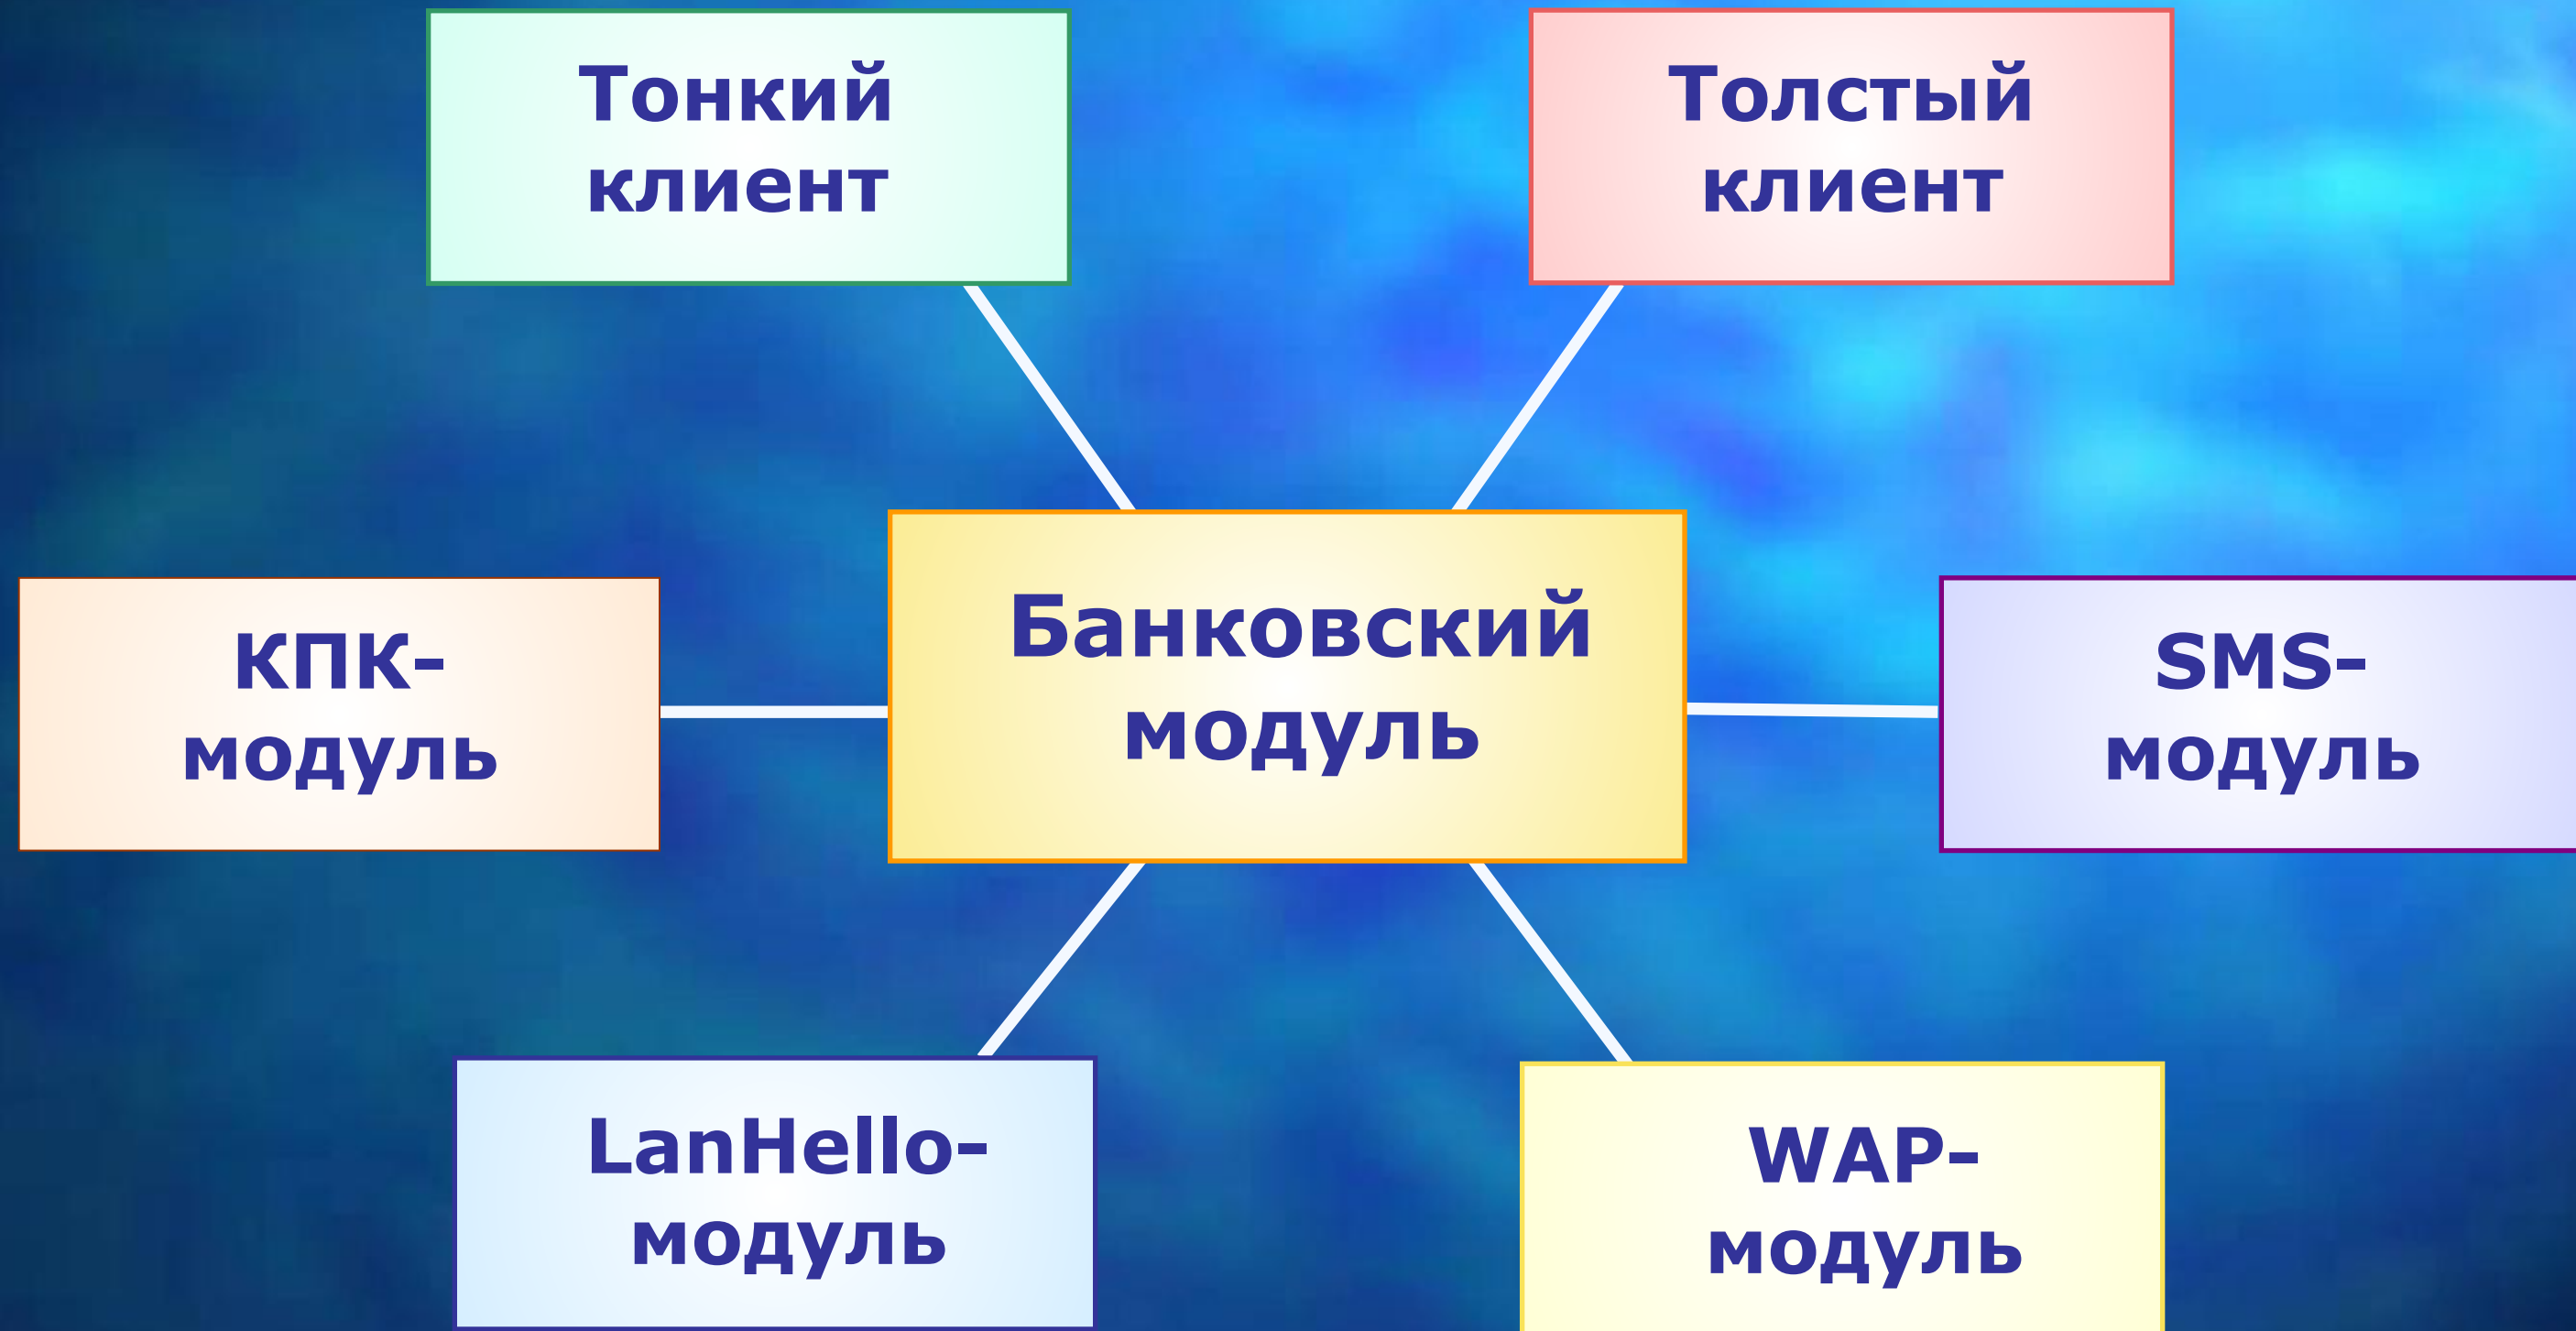 Тонкий
клиент
Толстый
клиент
КПК-
модуль
Банковский
модуль
SMS-
модуль
LanHello-
модуль
WAP-
модуль